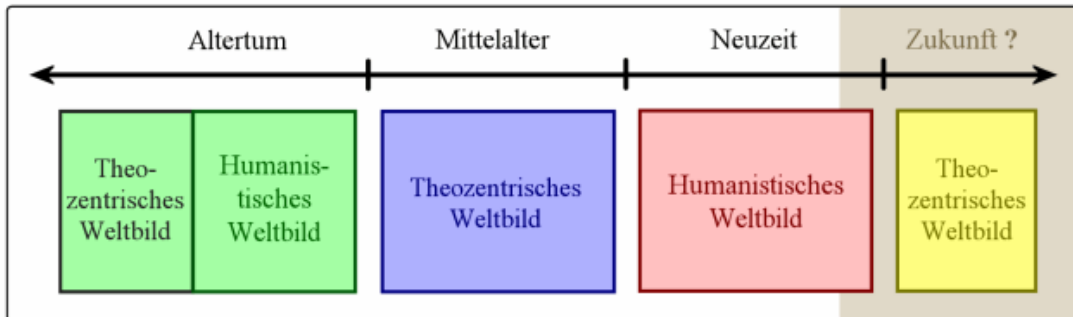 Altertum
Mittelalter
Neuzeit
Zukunft ?
Theo-
zentrisches
Weltbild
Humanis-
tisches
Weltbild
Theozentrisches
Weltbild
Humanistisches
Weltbild
Theo-
zentrisches
Weltbild